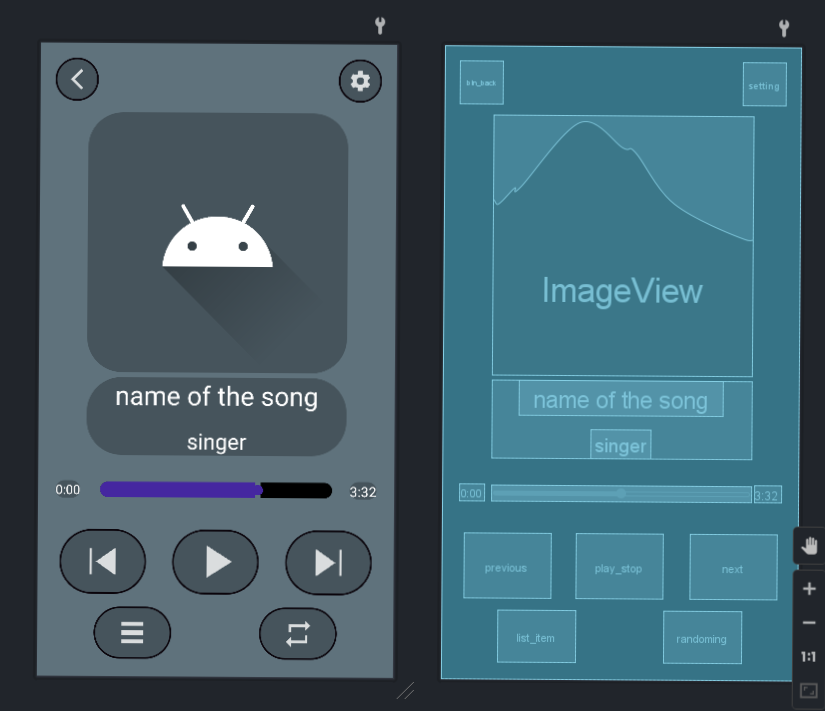 name of the song
singer
0:00
3:32
btn_back
setting
ImageView
name of the song
singer
0:00
3:32
previous
play_stop
next
list_item
randoming
1:1